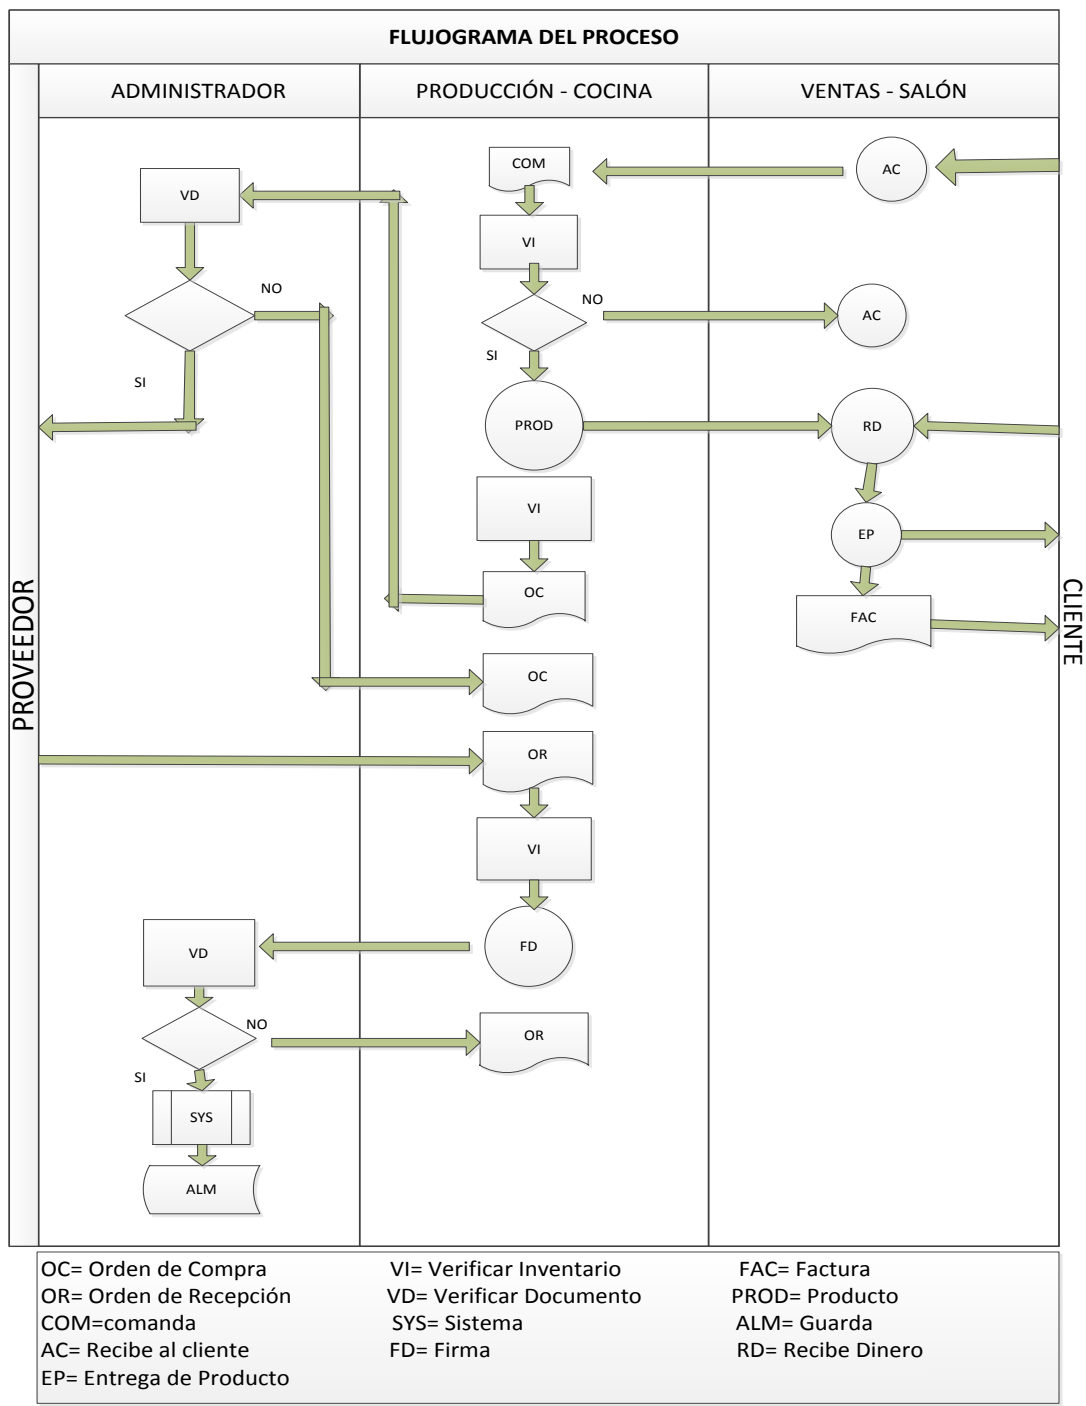 FLUJOGRAMA DEL PROCESO
ADMINISTRADOR
PRODUCCIÓN - COCINA
VENTAS - SALÓN
PROVEEDOR
CLIENTE
COM
AC
VD
VI
NO
NO
AC
SI
SI
PROD
RD
VI
EP
OC
FAC
OC
OR
VI
VD
FD
NO
OR
SI
SYS
ALM
OC= Orden de Compra
VI= Verificar Inventario
FAC= Factura
OR= Orden de Recepción
VD= Verificar Documento
PROD= Producto
COM=comanda
SYS= Sistema
ALM= Guarda
AC= Recibe al cliente
FD= Firma
RD= Recibe Dinero
EP= Entrega de Producto